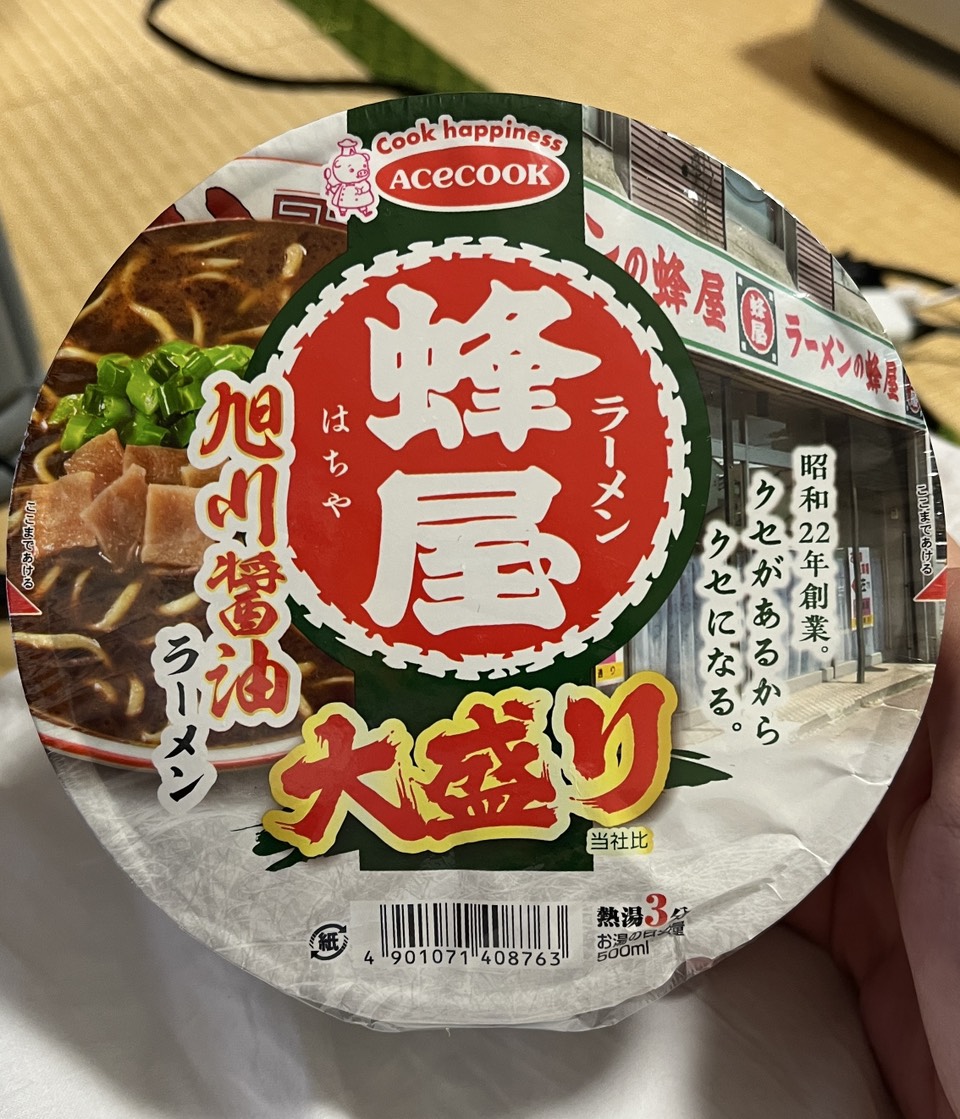 Cook happiness
ACECOOK
ラーメン
蜂屋
はちや
旭川醤油
ラーメン
大盛り
当社比
昭和22年創業。
クセがあるから
クセになる。
ンの蜂屋
蜂屋
ラーメンの蜂屋
ここまであける
ここまであける
紙
4 901071 408763
熱湯3分
お湯の目安量
500ml